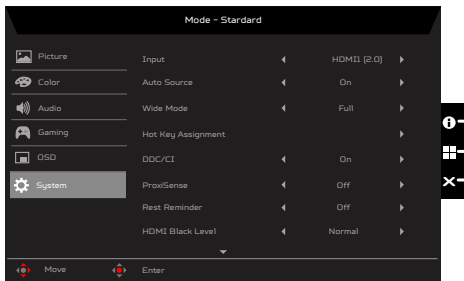 Mode - Stardard
Picture
Color
Audio
Gaming
OSD
System
Input HDMI1 (2.0)
Auto Source On
Wide Mode Full
Hot Key Assignment
DDC/CI On
ProxiSense Off
Rest Reminder Off
HDMI Black Level Normal
Move Enter